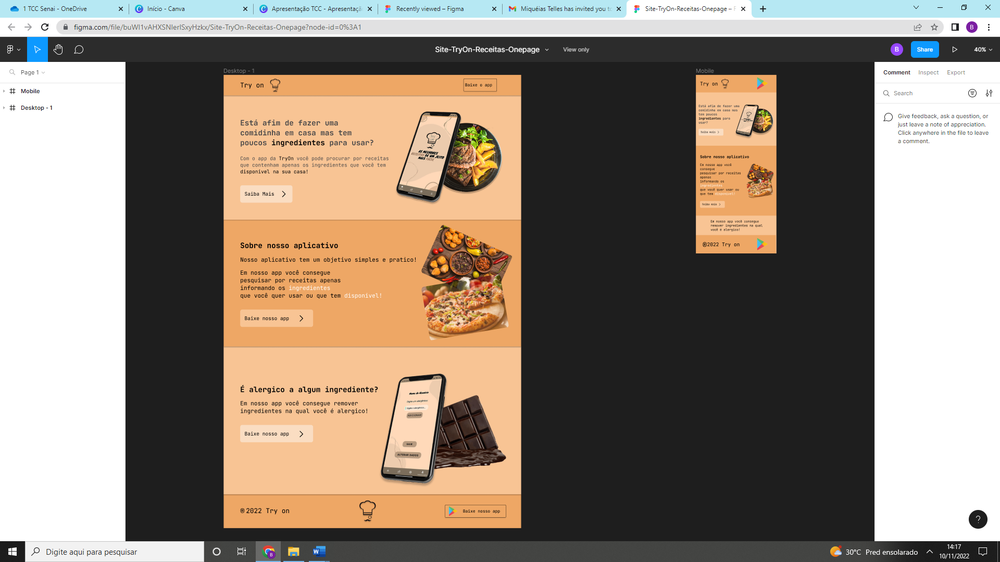 1 TCC Senai - OneDrive
Início - Canva
Apresentação TCC - Apresentaçã
Recently viewed – Figma
Miquéias Telles has invited you to
Site-TryOn-Receitas-Onepage – F
figma.com/file/buWI1vAHXSNIerISxyHzkx/Site-TryOn-Receitas-Onepage?node-id=0%3A1
B
Site-TryOn-Receitas-Onepage
View only
B
Share
40%
Page 1
Mobile
Desktop - 1
Desktop - 1
Try on
Baixe o app
Está afim de fazer uma
comidinha em casa mas tem
poucos ingredientes para usar?
Com o app da TryOn você pode procurar por receitas
que contenham apenas os ingredientes que você tem
disponivel na sua casa!
Saiba Mais
try
on
AS MELHORES
RECEITAS DE UM JEITO
MAIS FACIL
Sobre nosso aplicativo
Nosso aplicativo tem um objetivo simples e pratico!
Em nosso app você consegue
pesquisar por receitas apenas
informando os ingredientes
que você quer usar ou que tem disponivel!
Baixe nosso app
É alergico a algum ingrediente?
Em nosso app você consegue remover
ingredientes na qual você é alergico!
Baixe nosso app
Nome do Usuário
Digite um alergênico:
Digite o alergênico...
ADICIONAR
SAIR
ALTERAR DADOS
®2022 Try on
Baixe nosso app
Mobile
Try on
Está afim de fazer uma
comidinha em casa mas
tem poucos
ingredientes para
usar?
Saiba mais
Sobre nosso aplicativo
Em nosso app você
consegue
pesquisar por receitas
apenas
informando os
ingredientes
que você quer usar ou
que tem disponivel!
Saiba mais
Em nosso app você consegue
remover ingredientes na qual
você é alergico!
®2022 Try on
Comment
Inspect
Export
Search
Give feedback, ask a question, or
just leave a note of appreciation.
Click anywhere in the file to leave
a comment.
?
Digite aqui para pesquisar
B
30°C Pred ensolarado
14:17
10/11/2022